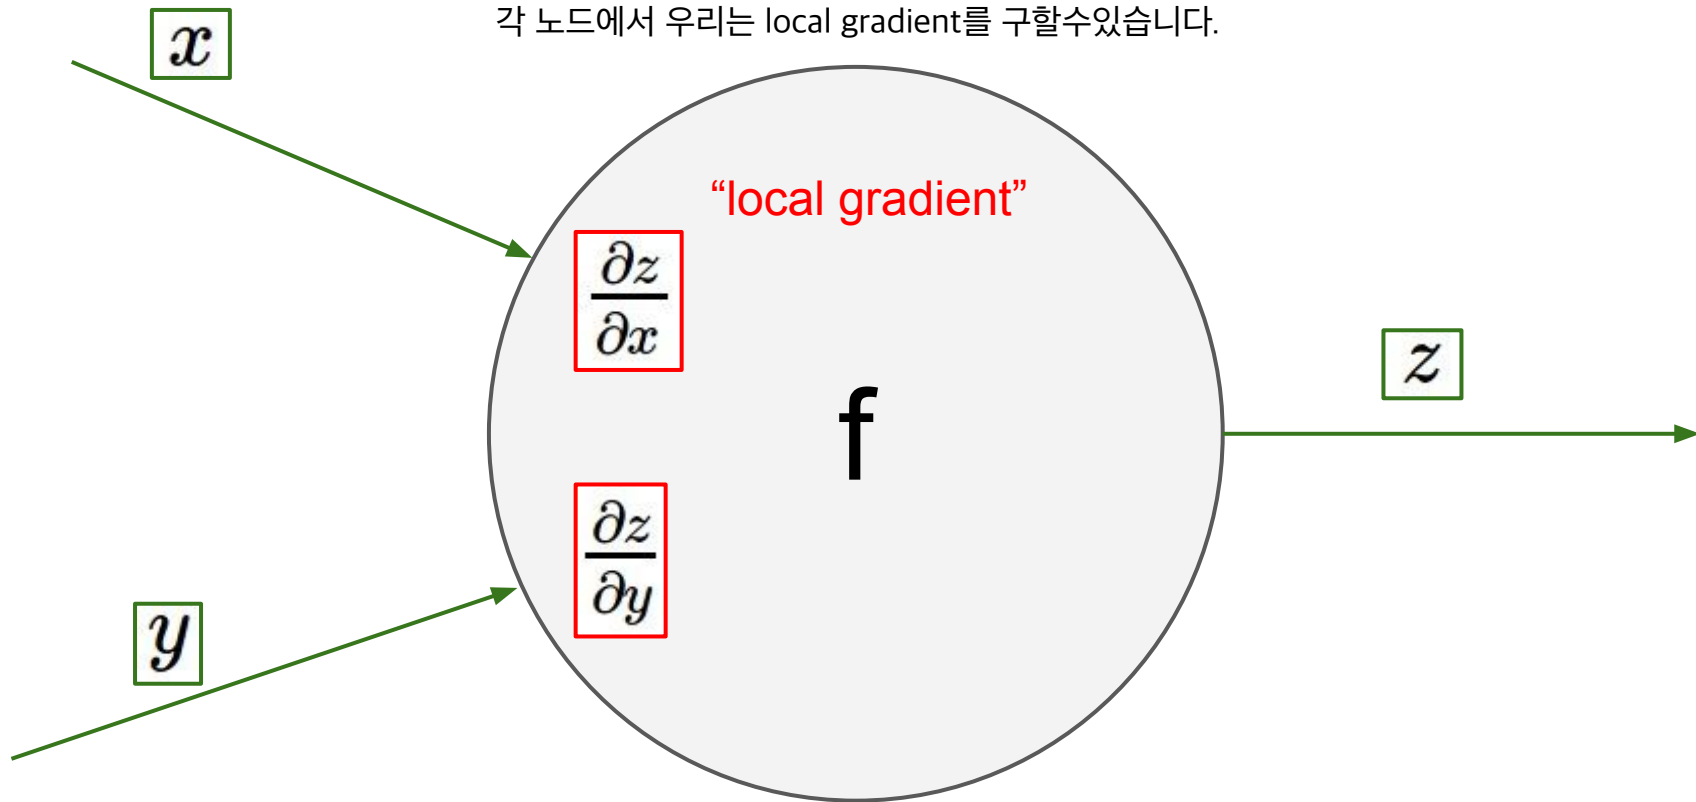 각 노드에서 우리는 local gradient를 구할수있습니다.
x
“local gradient”
∂z
∂x
f
z
∂z
∂y
y